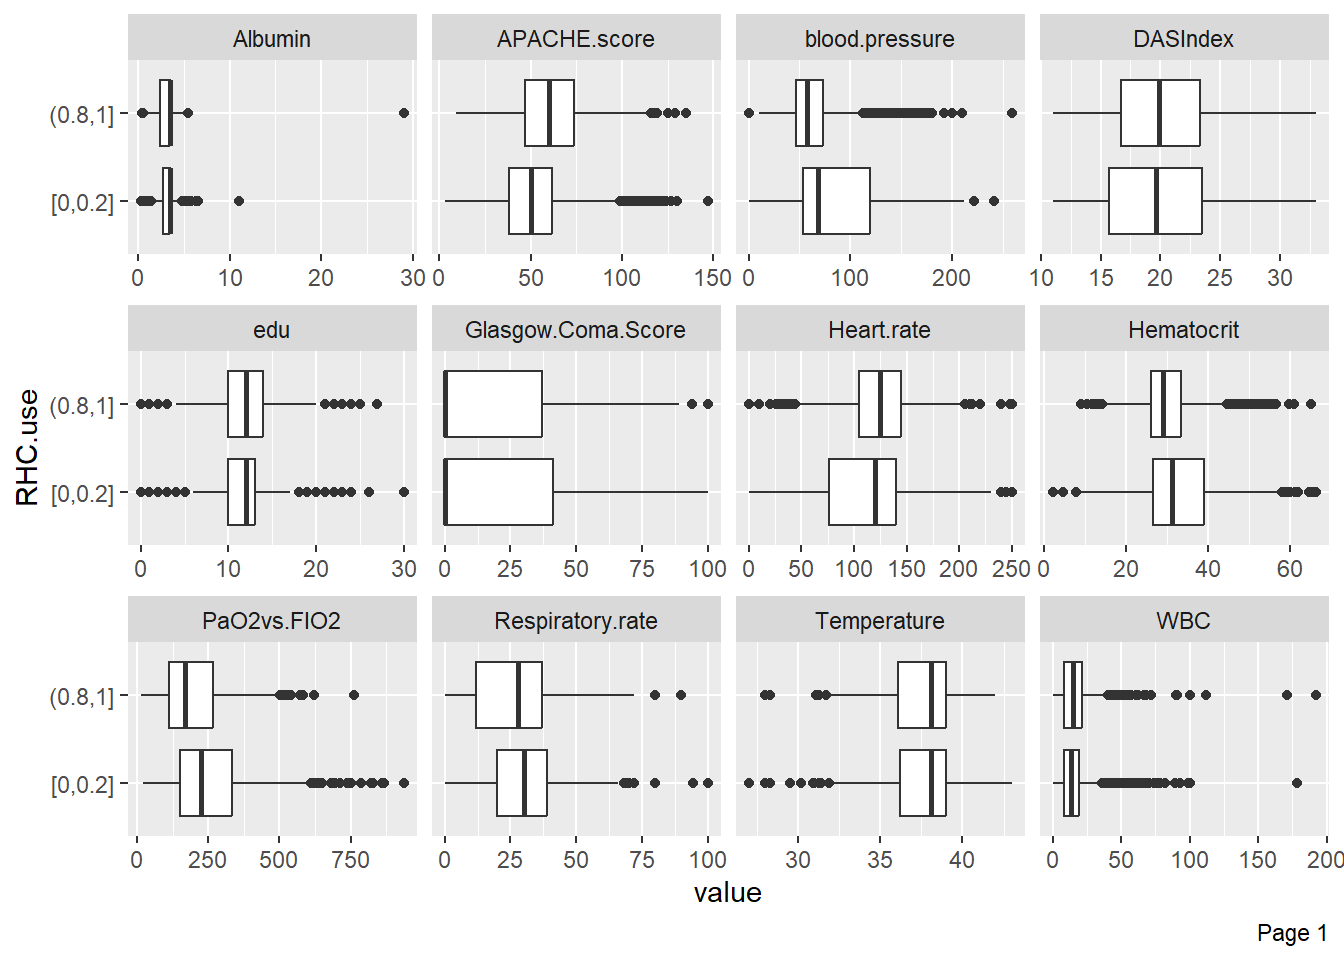 Albumin APACHE.score blood.pressure DASIndex
(0.8,1]
[0,0.2]
0 10 20 30 0 50 100 150 0 100 200 10 15 20 25 30
edu Glasgow.Coma.Score Heart.rate Hematocrit
(0.8,1]
[0,0.2]
0 10 20 30 0 25 50 75 100 0 50 100 150 200 250 0 20 40 60
RHC.use
PaO2vs.FIO2 Respiratory.rate Temperature WBC
(0.8,1]
[0,0.2]
0 250 500 750 0 25 50 75 100 30 35 40 0 50 100 150 200
value
Page 1